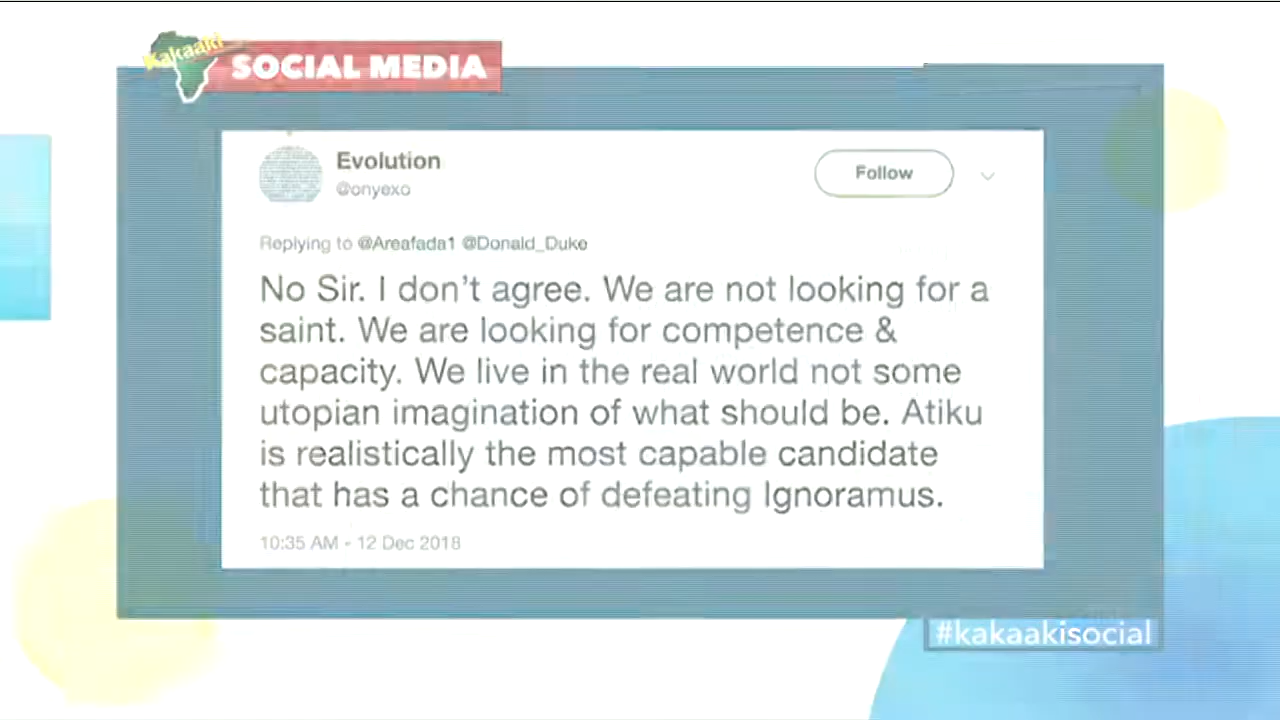 Kakaaki
SOCIAL MEDIA
Evolution
@onyexo
Follow
Replying to @Areafada1 @Donald_Duke
No Sir. I don't agree. We are not looking for a
saint. We are looking for competence &
capacity. We live in the real world not some
utopian imagination of what should be. Atiku
is realistically the most capable candidate
that has a chance of defeating Ignoramus.
10:35 AM - 12 Dec 2018
#kakaakisocial